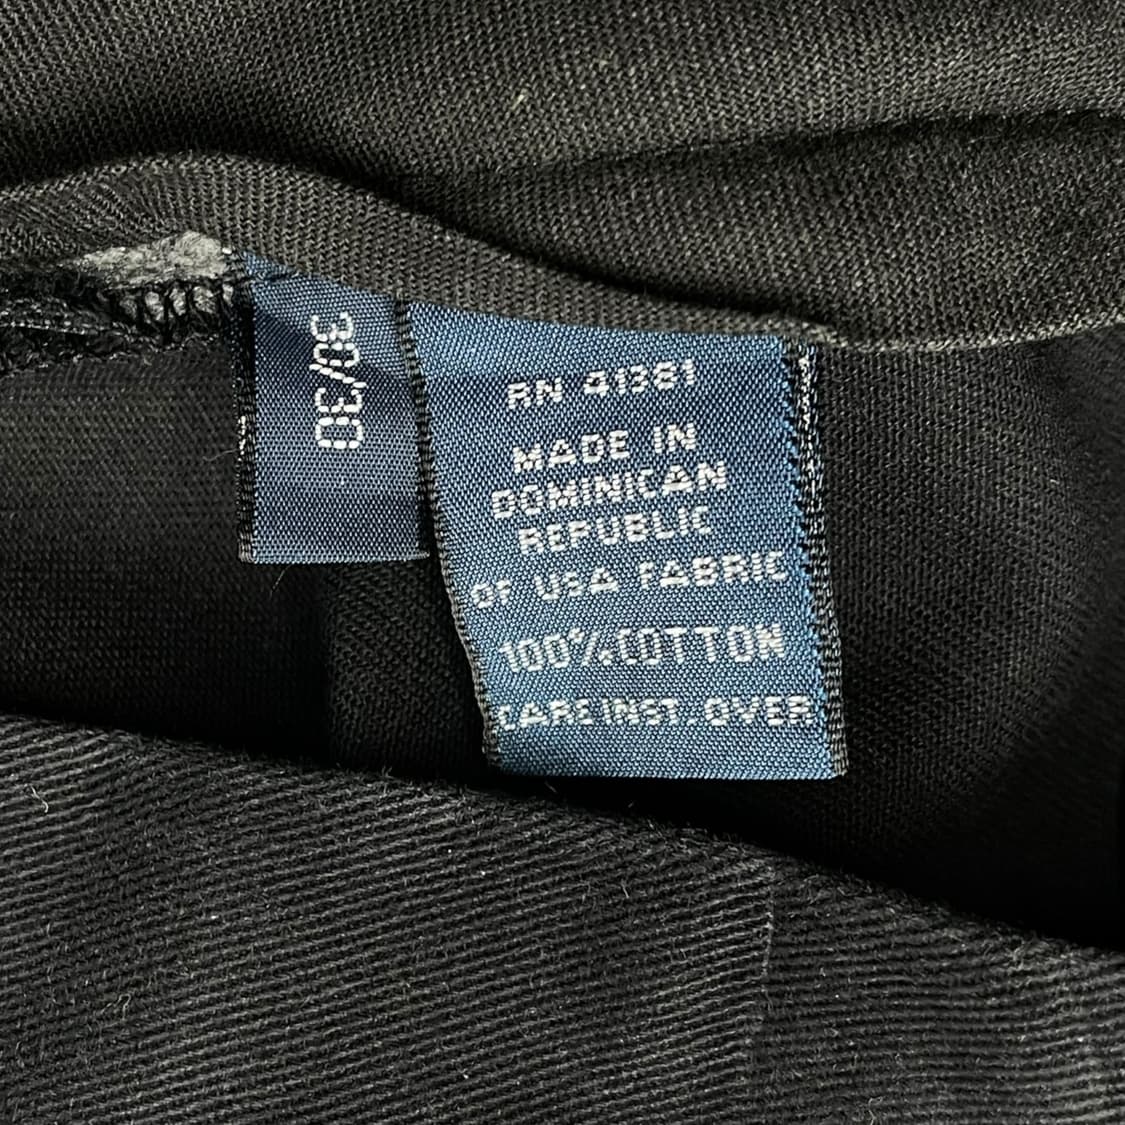 30/30
RN 41381
MADE IN
DOMINICAN
REPUBLIC
OF USA FABRIC
100% COTTON
CARE INST. OVER